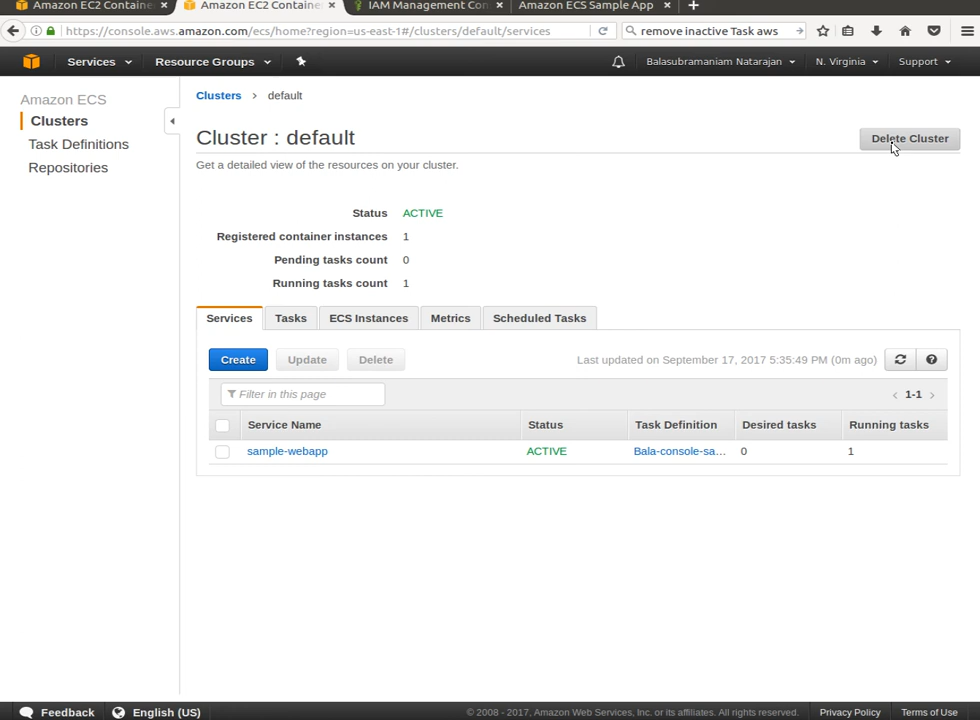 Amazon EC2 Containe ×
Amazon EC2 Containe ×
IAM Management Con ×
Amazon ECS Sample App ×
https://console.aws.amazon.com/ecs/home?region=us-east-1#/clusters/default/services
remove inactive Task aws
Services
Resource Groups
Balasubramaniam Natarajan
N. Virginia
Support
Amazon ECS
Clusters
Task Definitions
Repositories
Clusters > default
Cluster : default
Delete Cluster
Get a detailed view of the resources on your cluster.
Status ACTIVE
Registered container instances 1
Pending tasks count 0
Running tasks count 1
Services Tasks ECS Instances Metrics Scheduled Tasks
Create Update Delete
Last updated on September 17, 2017 5:35:49 PM (0m ago)
Filter in this page
< 1-1 >
Service Name Status Task Definition Desired tasks Running tasks
sample-webapp ACTIVE Bala-console-sa... 0 1
Feedback English (US)
© 2008 - 2017, Amazon Web Services, Inc. or its affiliates. All rights reserved. Privacy Policy Terms of Use